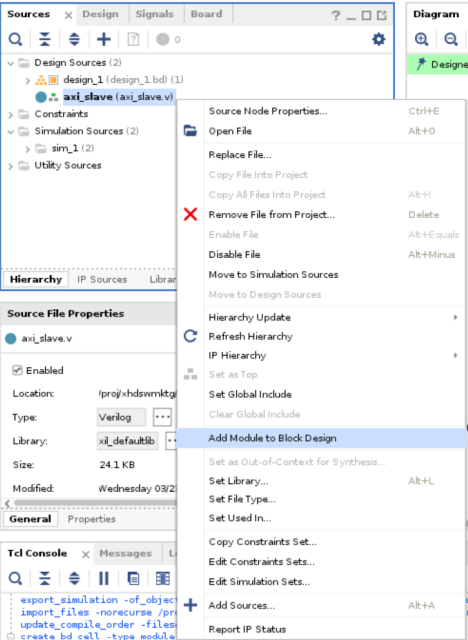 Sources × Design Signals Board ? _ □ Diagram
0
Design Sources (2)
design_1 (design_1.bd) (1)
axi_slave (axi_slave.v)
Constraints
Simulation Sources (2)
sim_1 (2)
Utility Sources
Designe
Source Node Properties... Ctrl+E
Open File Alt+O
Replace File...
Copy File Into Project
Copy All Files Into Project Alt+I
Remove File from Project... Delete
Enable File Alt+Equals
Disable File Alt+Minus
Move to Simulation Sources
Move to Design Sources
Hierarchy Update
Refresh Hierarchy
IP Hierarchy
Set as Top
Set Global Include
Clear Global Include
Add Module to Block Design
Set as Out-of-Context for Synthesis...
Set Library... Alt+L
Set File Type...
Set Used In...
Copy Constraints Set...
Edit Constraints Sets...
Edit Simulation Sets...
Add Sources... Alt+A
Report IP Status
Hierarchy IP Sources Librar
Source File Properties
axi_slave.v
Enabled
Location: /proj/xhdswmktg/
Type: Verilog ...
Library: xil_defaultlib
Size: 24.1 KB
Modified: Wednesday 03/2
General Properties
Tcl Console × Messages L
export_simulation -of_object
import_files -norecurse /pro
update_compile_order -files
create_bd_cell -type module